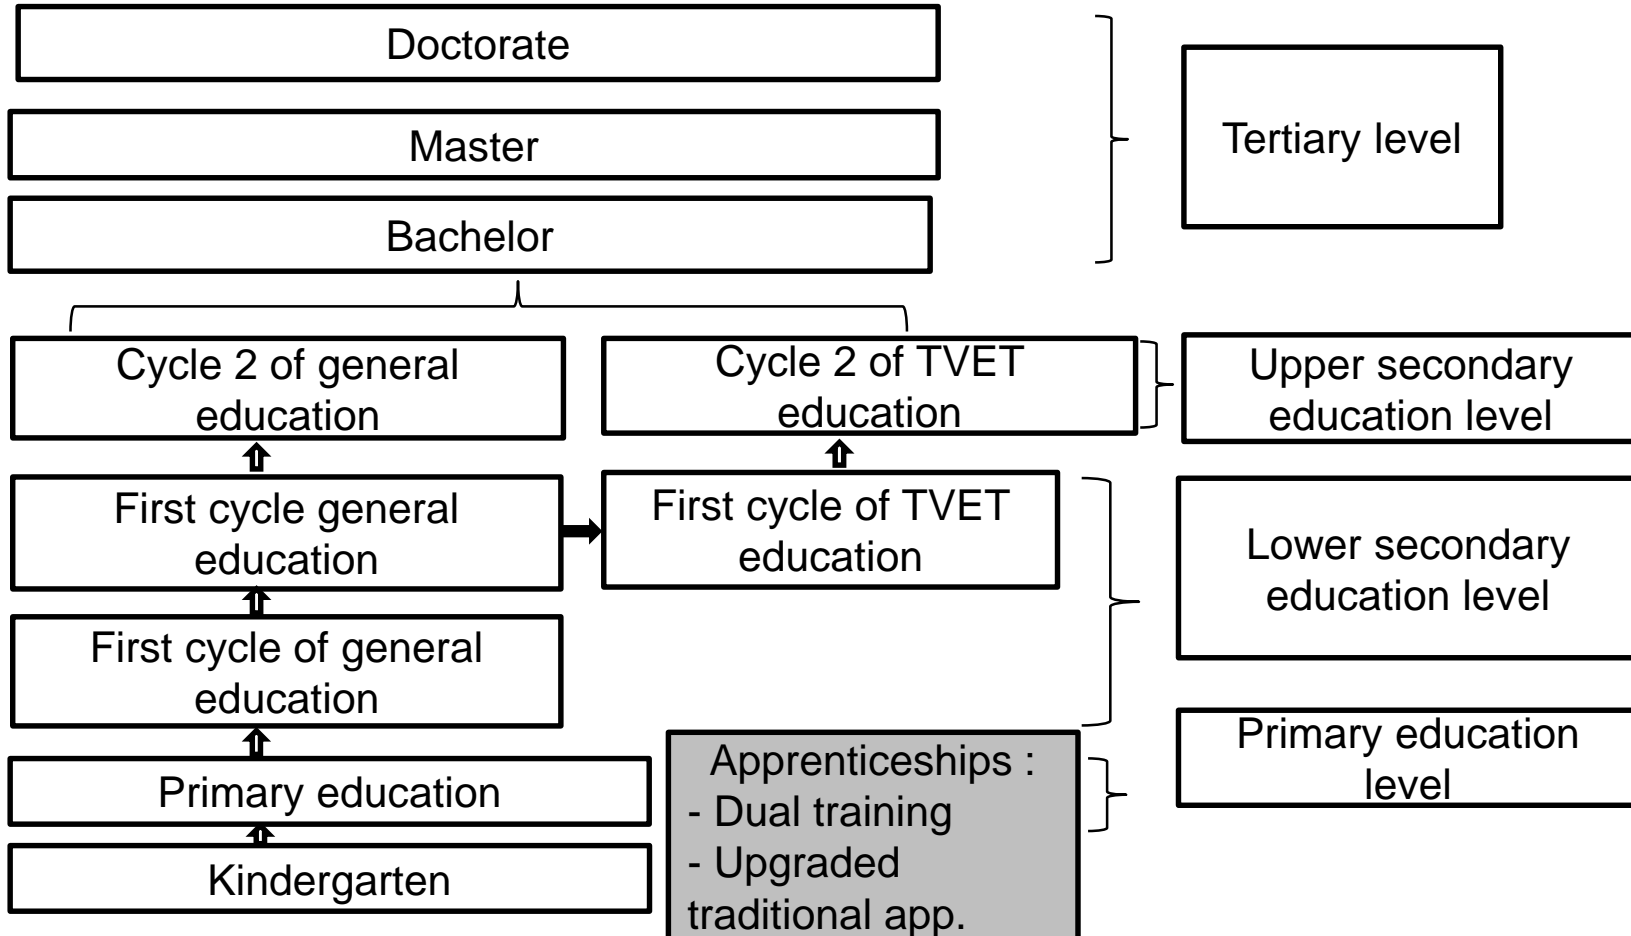 Doctorate
Master
Bachelor
Tertiary level
Cycle 2 of general
education
Cycle 2 of TVET
education
Upper secondary
education level
First cycle general
education
First cycle of TVET
education
Lower secondary
education level
First cycle of general
education
Primary education
level
Primary education
Kindergarten
Apprenticeships :
- Dual training
- Upgraded
traditional app.